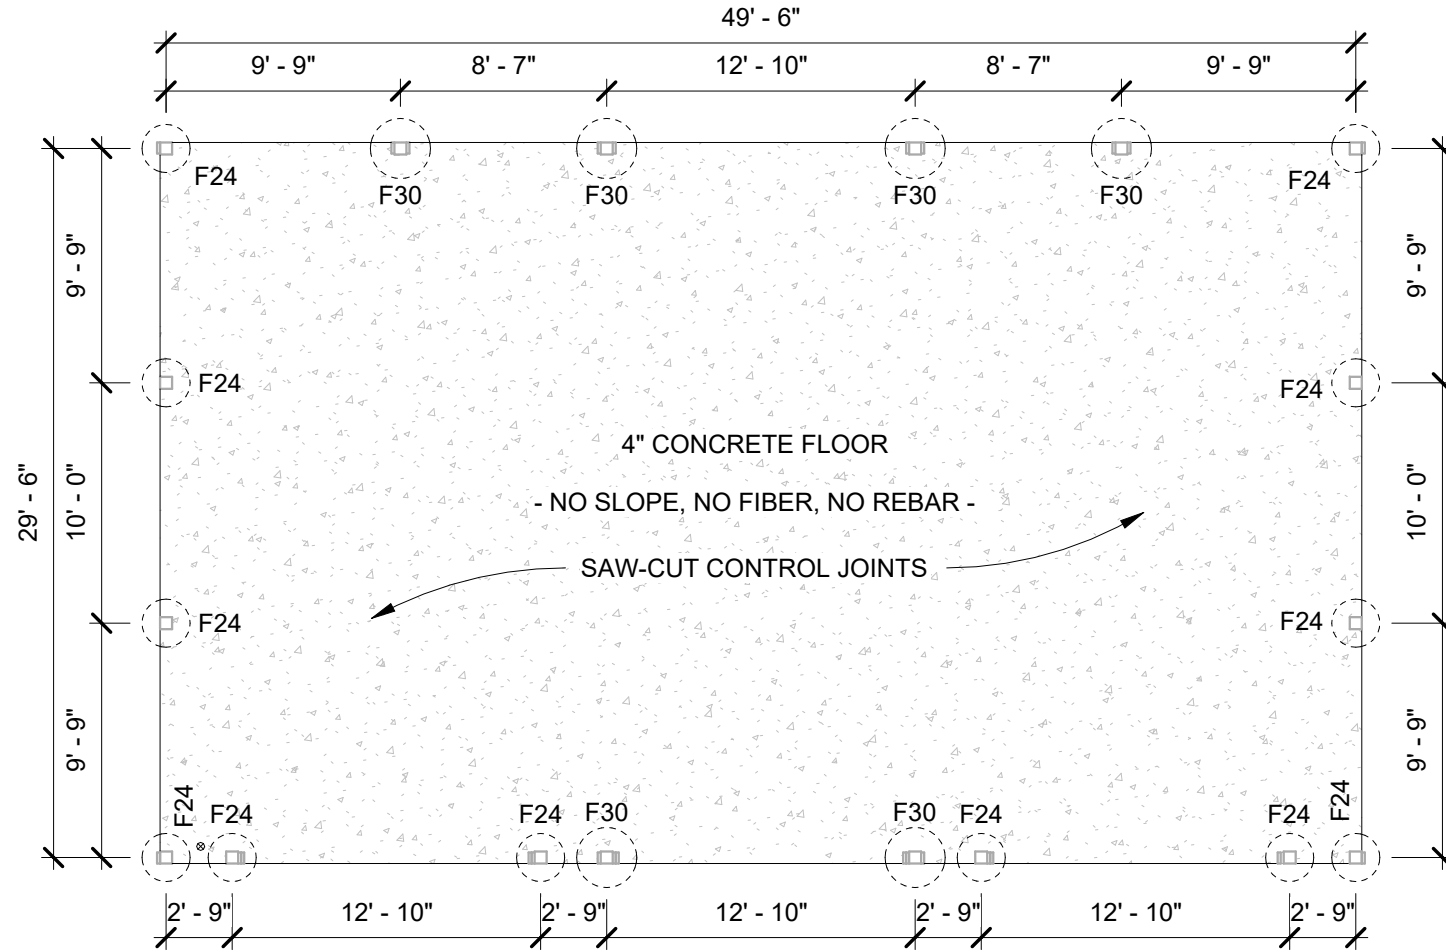 49' - 6"
9' - 9"
8' - 7"
12' - 10"
8' - 7"
9' - 9"
F24
F30
F30
F30
F30
F24
9' - 9"
9' - 9"
F24
F24
4" CONCRETE FLOOR
29' - 6"
10' - 0"
- NO SLOPE, NO FIBER, NO REBAR -
10' - 0"
SAW-CUT CONTROL JOINTS
F24
F24
9' - 9"
9' - 9"
F24
F24
F24
F30
F30
F24
F24
F24
2' - 9"
12' - 10"
2' - 9"
12' - 10"
2' - 9"
12' - 10"
2' - 9"